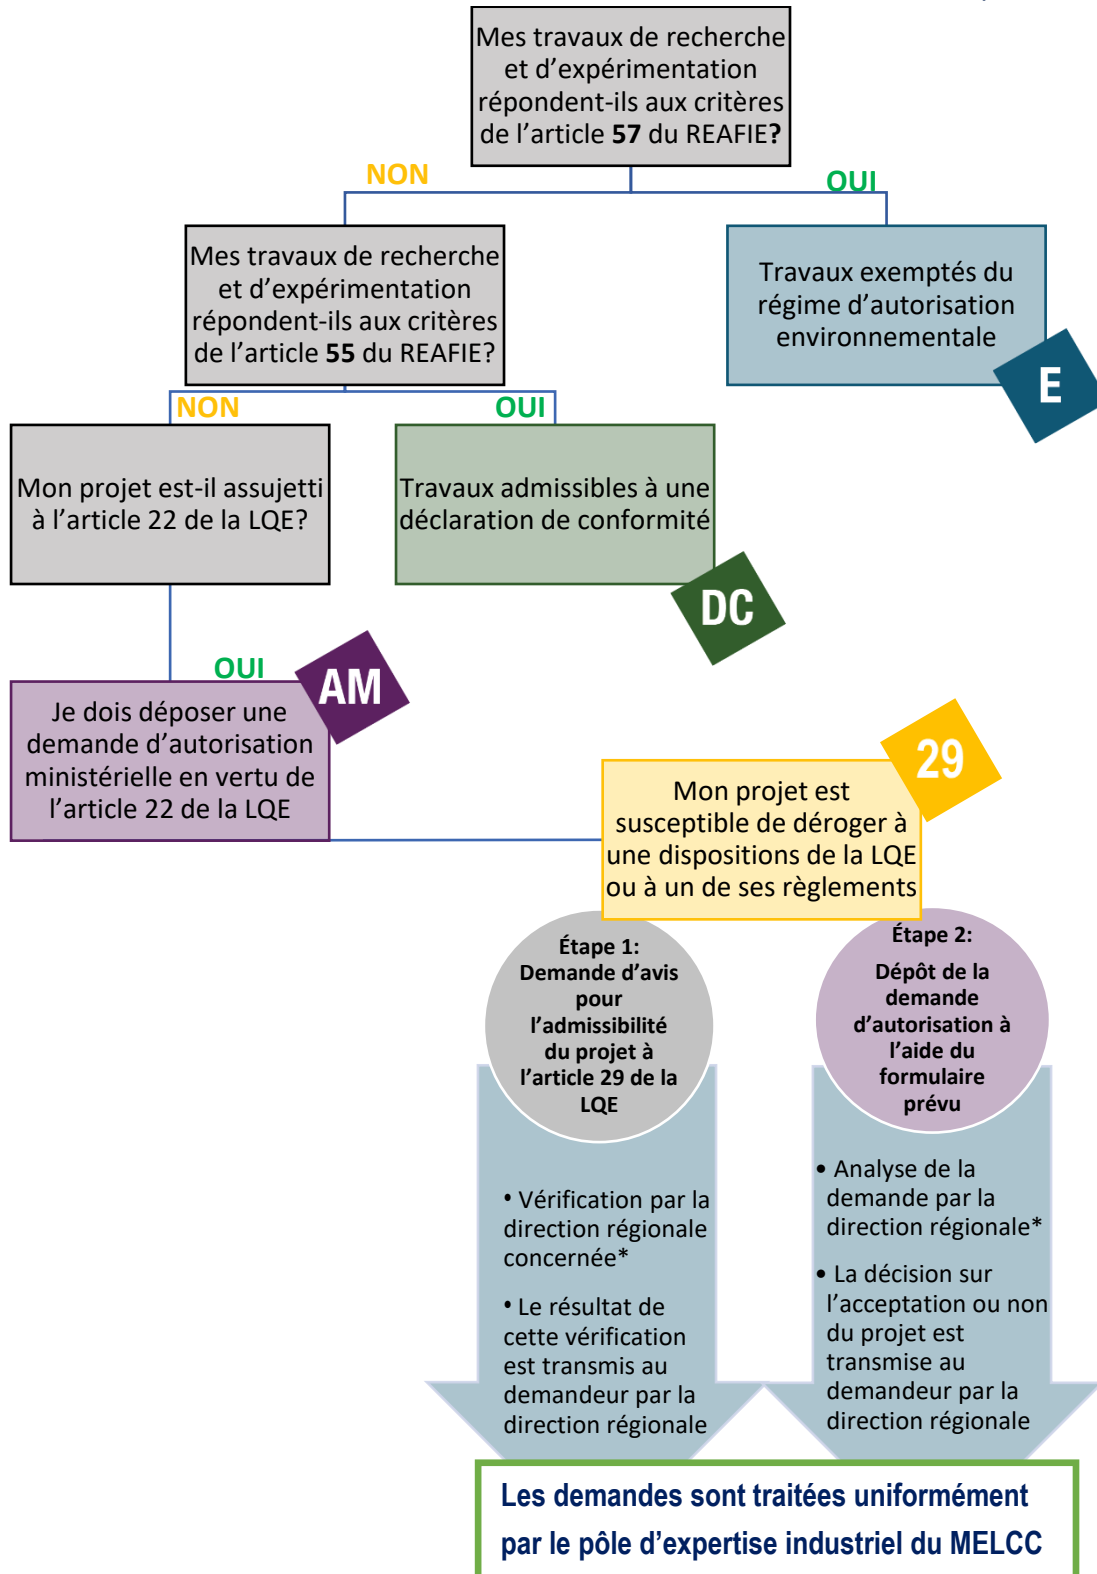 Mes travaux de recherche
et d'expérimentation
répondent-ils aux critères
de l'article 57 du REAFIE?
NON
OUI
Mes travaux de recherche
et d'expérimentation
répondent-ils aux critères
de l'article 55 du REAFIE?
Travaux exemptés du
régime d'autorisation
environnementale
E
NON
OUI
Mon projet est-il assujetti
à l'article 22 de la LQE?
Travaux admissibles à une
déclaration de conformité
DC
OUI
AM
Je dois déposer une
demande d'autorisation
ministérielle en vertu de
l'article 22 de la LQE
29
Mon projet est
susceptible de déroger à
une dispositions de la LQE
ou à un de ses règlements
Étape 1:
Demande d'avis
pour
l'admissibilité
du projet à
l'article 29 de la
LQE
• Vérification par la
direction régionale
concernée*
• Le résultat de
cette vérification
est transmis au
demandeur par la
direction régionale
Étape 2:
Dépôt de la
demande
d'autorisation à
l'aide du
formulaire
prévu
• Analyse de la
demande par la
direction régionale*
• La décision sur
l'acceptation ou non
du projet est
transmise au
demandeur par la
direction régionale
Les demandes sont traitées uniformément
par le pôle d'expertise industriel du MELCC